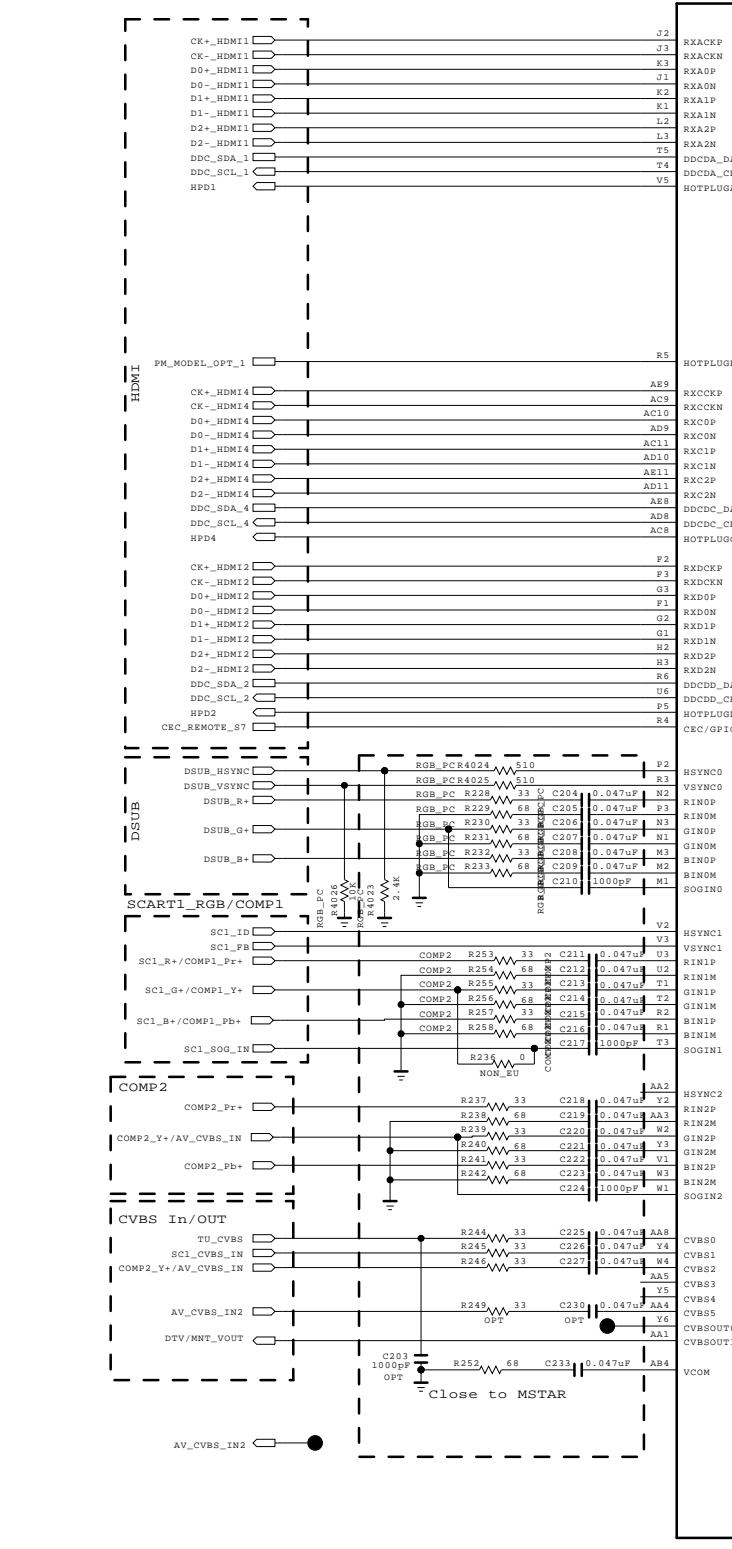 CK+_HDMI1 J2 RXACKP
CK-_HDMI1 J3 RXACKN
D0+_HDMI1 K3 RXA0P
D0-_HDMI1 J1 RXA0N
D1+_HDMI1 K2 RXA1P
D1-_HDMI1 K1 RXA1N
D2+_HDMI1 L2 RXA2P
D2-_HDMI1 L3 RXA2N
DDC_SDA_1 T5 DDCDA_DA
DDC_SCL_1 T4 DDCDA_C
HPD1 V5 HOTPLUG
HDMI
PM_MODEL_OPT_1 R5 HOTPLUG
CK+_HDMI4 AE9 RXCCKP
CK-_HDMI4 AC9 RXCCKN
D0+_HDMI4 AC10 RXC0P
D0-_HDMI4 AD9 RXC0N
D1+_HDMI4 AC11 RXC1P
D1-_HDMI4 AD10 RXC1N
D2+_HDMI4 AE11 RXC2P
D2-_HDMI4 AD11 RXC2N
DDC_SDA_4 AE8 DDCDC_DA
DDC_SCL_4 AD8 DDCDC_C
HPD4 AC8 HOTPLUG
CK+_HDMI2 F2 RXDCKP
CK-_HDMI2 F3 RXDCKN
D0+_HDMI2 G3 RXD0P
D0-_HDMI2 F1 RXD0N
D1+_HDMI2 G2 RXD1P
D1-_HDMI2 G1 RXD1N
D2+_HDMI2 H2 RXD2P
D2-_HDMI2 H3 RXD2N
DDC_SDA_2 R6 DDCDD_DA
DDC_SCL_2 U6 DDCDD_C
HPD2 P5 HOTPLUG
CEC_REMOTE_S7 R4 CEC/GPIO
DSUB
DSUB_HSYNC RGB_PC R4024 510 P2 HSYNC0
DSUB_VSYNC RGB_PC R4025 510 R3 VSYNC0
DSUB_R+ RGB_PC R228 33 C204 0.047uF N2 RIN0P
RGB_PC R229 68 C205 0.047uF P3 RIN0M
DSUB_G+ RGB_PC R230 33 C206 0.047uF N3 GIN0P
RGB_PC R231 68 C207 0.047uF N1 GIN0M
DSUB_B+ RGB_PC R232 33 C208 0.047uF M3 BIN0P
RGB_PC R233 68 C209 0.047uF M2 BIN0M
C210 1000pF M1 SOGIN0
RGB_PC R4026 10K
RGB_PC R4023 2.4K
SCART1_RGB/COMP1
SC1_ID V2 HSYNC1
SC1_FB V3 VSYNC1
SC1_R+/COMP1_Pr+ COMP2 R253 33 C211 0.047uF U3 RIN1P
COMP2 R254 68 C212 0.047uF U2 RIN1M
SC1_G+/COMP1_Y+ COMP2 R255 33 C213 0.047uF T1 GIN1P
COMP2 R256 68 C214 0.047uF T2 GIN1M
SC1_B+/COMP1_Pb+ COMP2 R257 33 C215 0.047uF R2 BIN1P
COMP2 R258 68 C216 0.047uF R1 BIN1M
SC1_SOG_IN C217 1000pF T3 SOGIN1
R236 0
NON_EU
COMP2
AA2 HSYNC2
COMP2_Pr+ R237 33 C218 0.047uF Y2 RIN2P
R238 68 C219 0.047uF AA3 RIN2M
COMP2_Y+/AV_CVBS_IN R239 33 C220 0.047uF W2 GIN2P
R240 68 C221 0.047uF Y3 GIN2M
COMP2_Pb+ R241 33 C222 0.047uF V1 BIN2P
R242 68 C223 0.047uF W3 BIN2M
C224 1000pF W1 SOGIN2
CVBS In/OUT
TU_CVBS R244 33 C225 0.047uF AA8 CVBS0
SC1_CVBS_IN R245 33 C226 0.047uF Y4 CVBS1
COMP2_Y+/AV_CVBS_IN R246 33 C227 0.047uF W4 CVBS2
AA5 CVBS3
Y5 CVBS4
AV_CVBS_IN2 R249 33 C230 0.047uF AA4 CVBS5
OPT OPT
Y6 CVBSOUT0
DTV/MNT_VOUT AA1 CVBSOUT1
C203
1000pF
OPT
R252 68 C233 0.047uF AB4 VCOM
Close to MSTAR
AV_CVBS_IN2